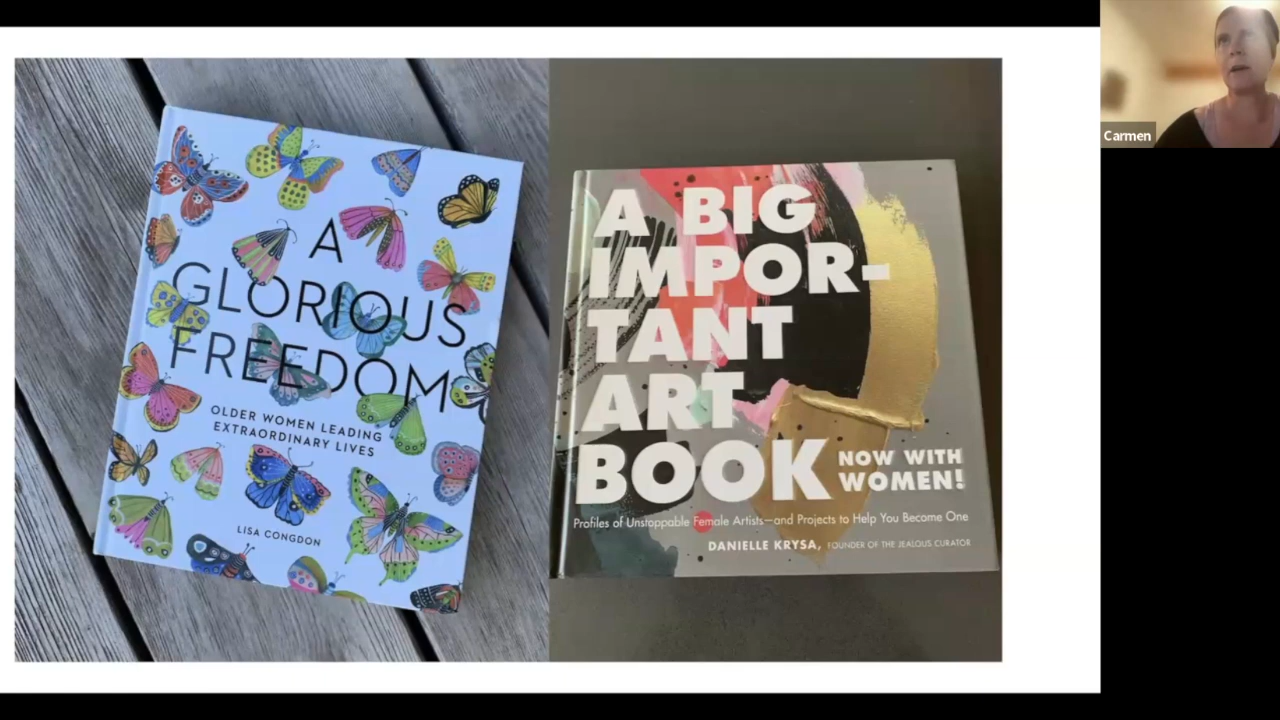 A
GLORIOUS
FREEDOM
OLDER WOMEN LEADING
EXTRAORDINARY LIVES
LISA CONGDON
A BIG
IMPOR-
TANT
ART
BOOK
NOW WITH
WOMEN!
Profiles of Unstoppable Female Artists—and Projects to Help You Become One
DANIELLE KRYSA, FOUNDER OF THE JEALOUS CURATOR
Carmen